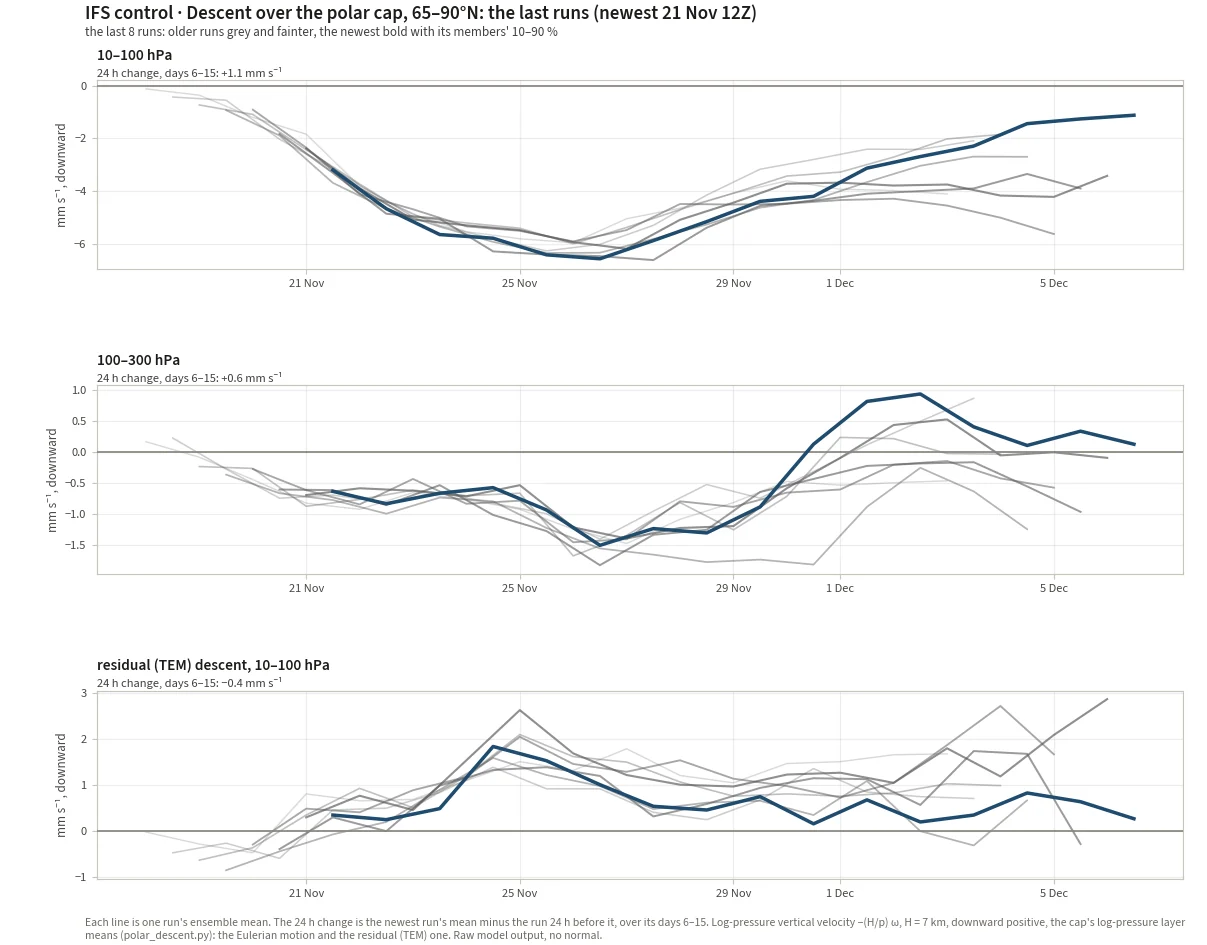 IFS control · Descent over the polar cap, 65–90°N: the last runs (newest 21 Nov 12Z)
the last 8 runs: older runs grey and fainter, the newest bold with its members' 10–90 %
10–100 hPa
24 h change, days 6–15: +1.1 mm s⁻¹
0
−2
−4
−6
mm s⁻¹, downward
21 Nov
25 Nov
29 Nov
1 Dec
5 Dec
100–300 hPa
24 h change, days 6–15: +0.6 mm s⁻¹
1.0
0.5
0.0
−0.5
−1.0
−1.5
mm s⁻¹, downward
21 Nov
25 Nov
29 Nov
1 Dec
5 Dec
residual (TEM) descent, 10–100 hPa
24 h change, days 6–15: −0.4 mm s⁻¹
3
2
1
0
−1
mm s⁻¹, downward
21 Nov
25 Nov
29 Nov
1 Dec
5 Dec
Each line is one run's ensemble mean. The 24 h change is the newest run's mean minus the run 24 h before it, over its days 6–15. Log-pressure vertical velocity −(H/p) ω, H = 7 km, downward positive, the cap's log-pressure layer
means (polar_descent.py): the Eulerian motion and the residual (TEM) one. Raw model output, no normal.